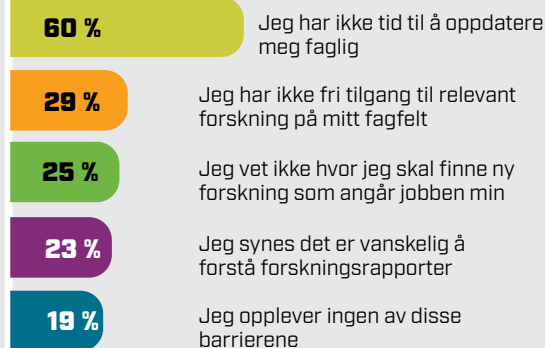 60 %
Jeg har ikke tid til å oppdatere
meg faglig
29 %
Jeg har ikke fri tilgang til relevant
forskning på mitt fagfelt
25 %
Jeg vet ikke hvor jeg skal finne ny
forskning som angår jobben min
23 %
Jeg synes det er vanskelig å
forstå forskningsrapporter
19 %
Jeg opplever ingen av disse
barrierene